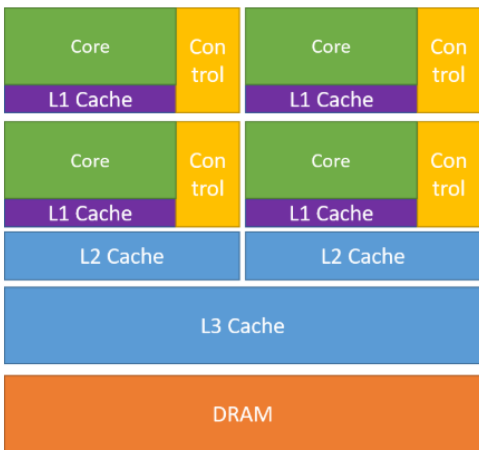 Core
Con
trol
L1 Cache
Core
Con
trol
L1 Cache
Core
Con
trol
L1 Cache
Core
Con
trol
L1 Cache
L2 Cache
L2 Cache
L3 Cache
DRAM